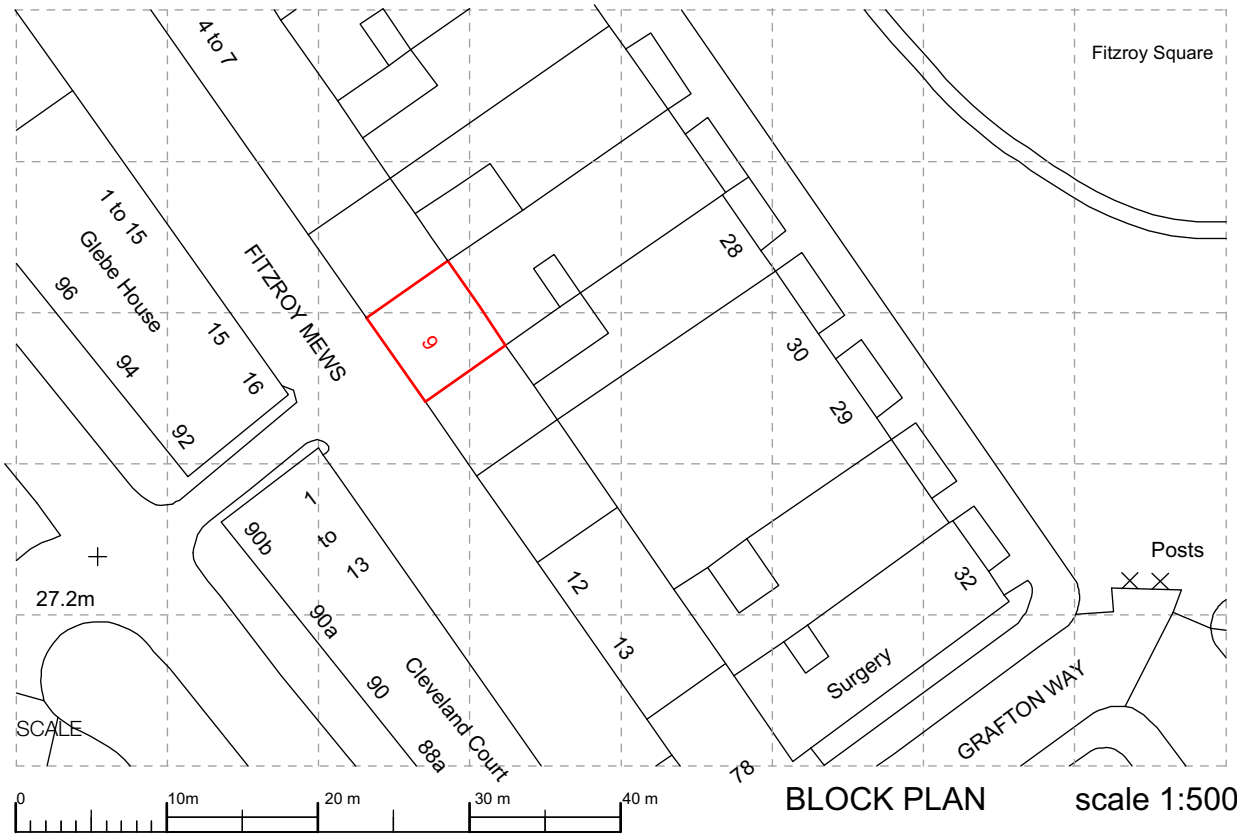 4 to 7
Fitzroy Square
1 to 15
Glebe House
FITZROY MEWS
28
96
15
94
9
16
30
29
92
1
to
13
90b
12
32
Posts
27.2m
90a
13
Surgery
90
Cleveland Court
GRAFTON WAY
SCALE
88a
78
0
10m
20 m
30 m
40 m
BLOCK PLAN
scale 1:500